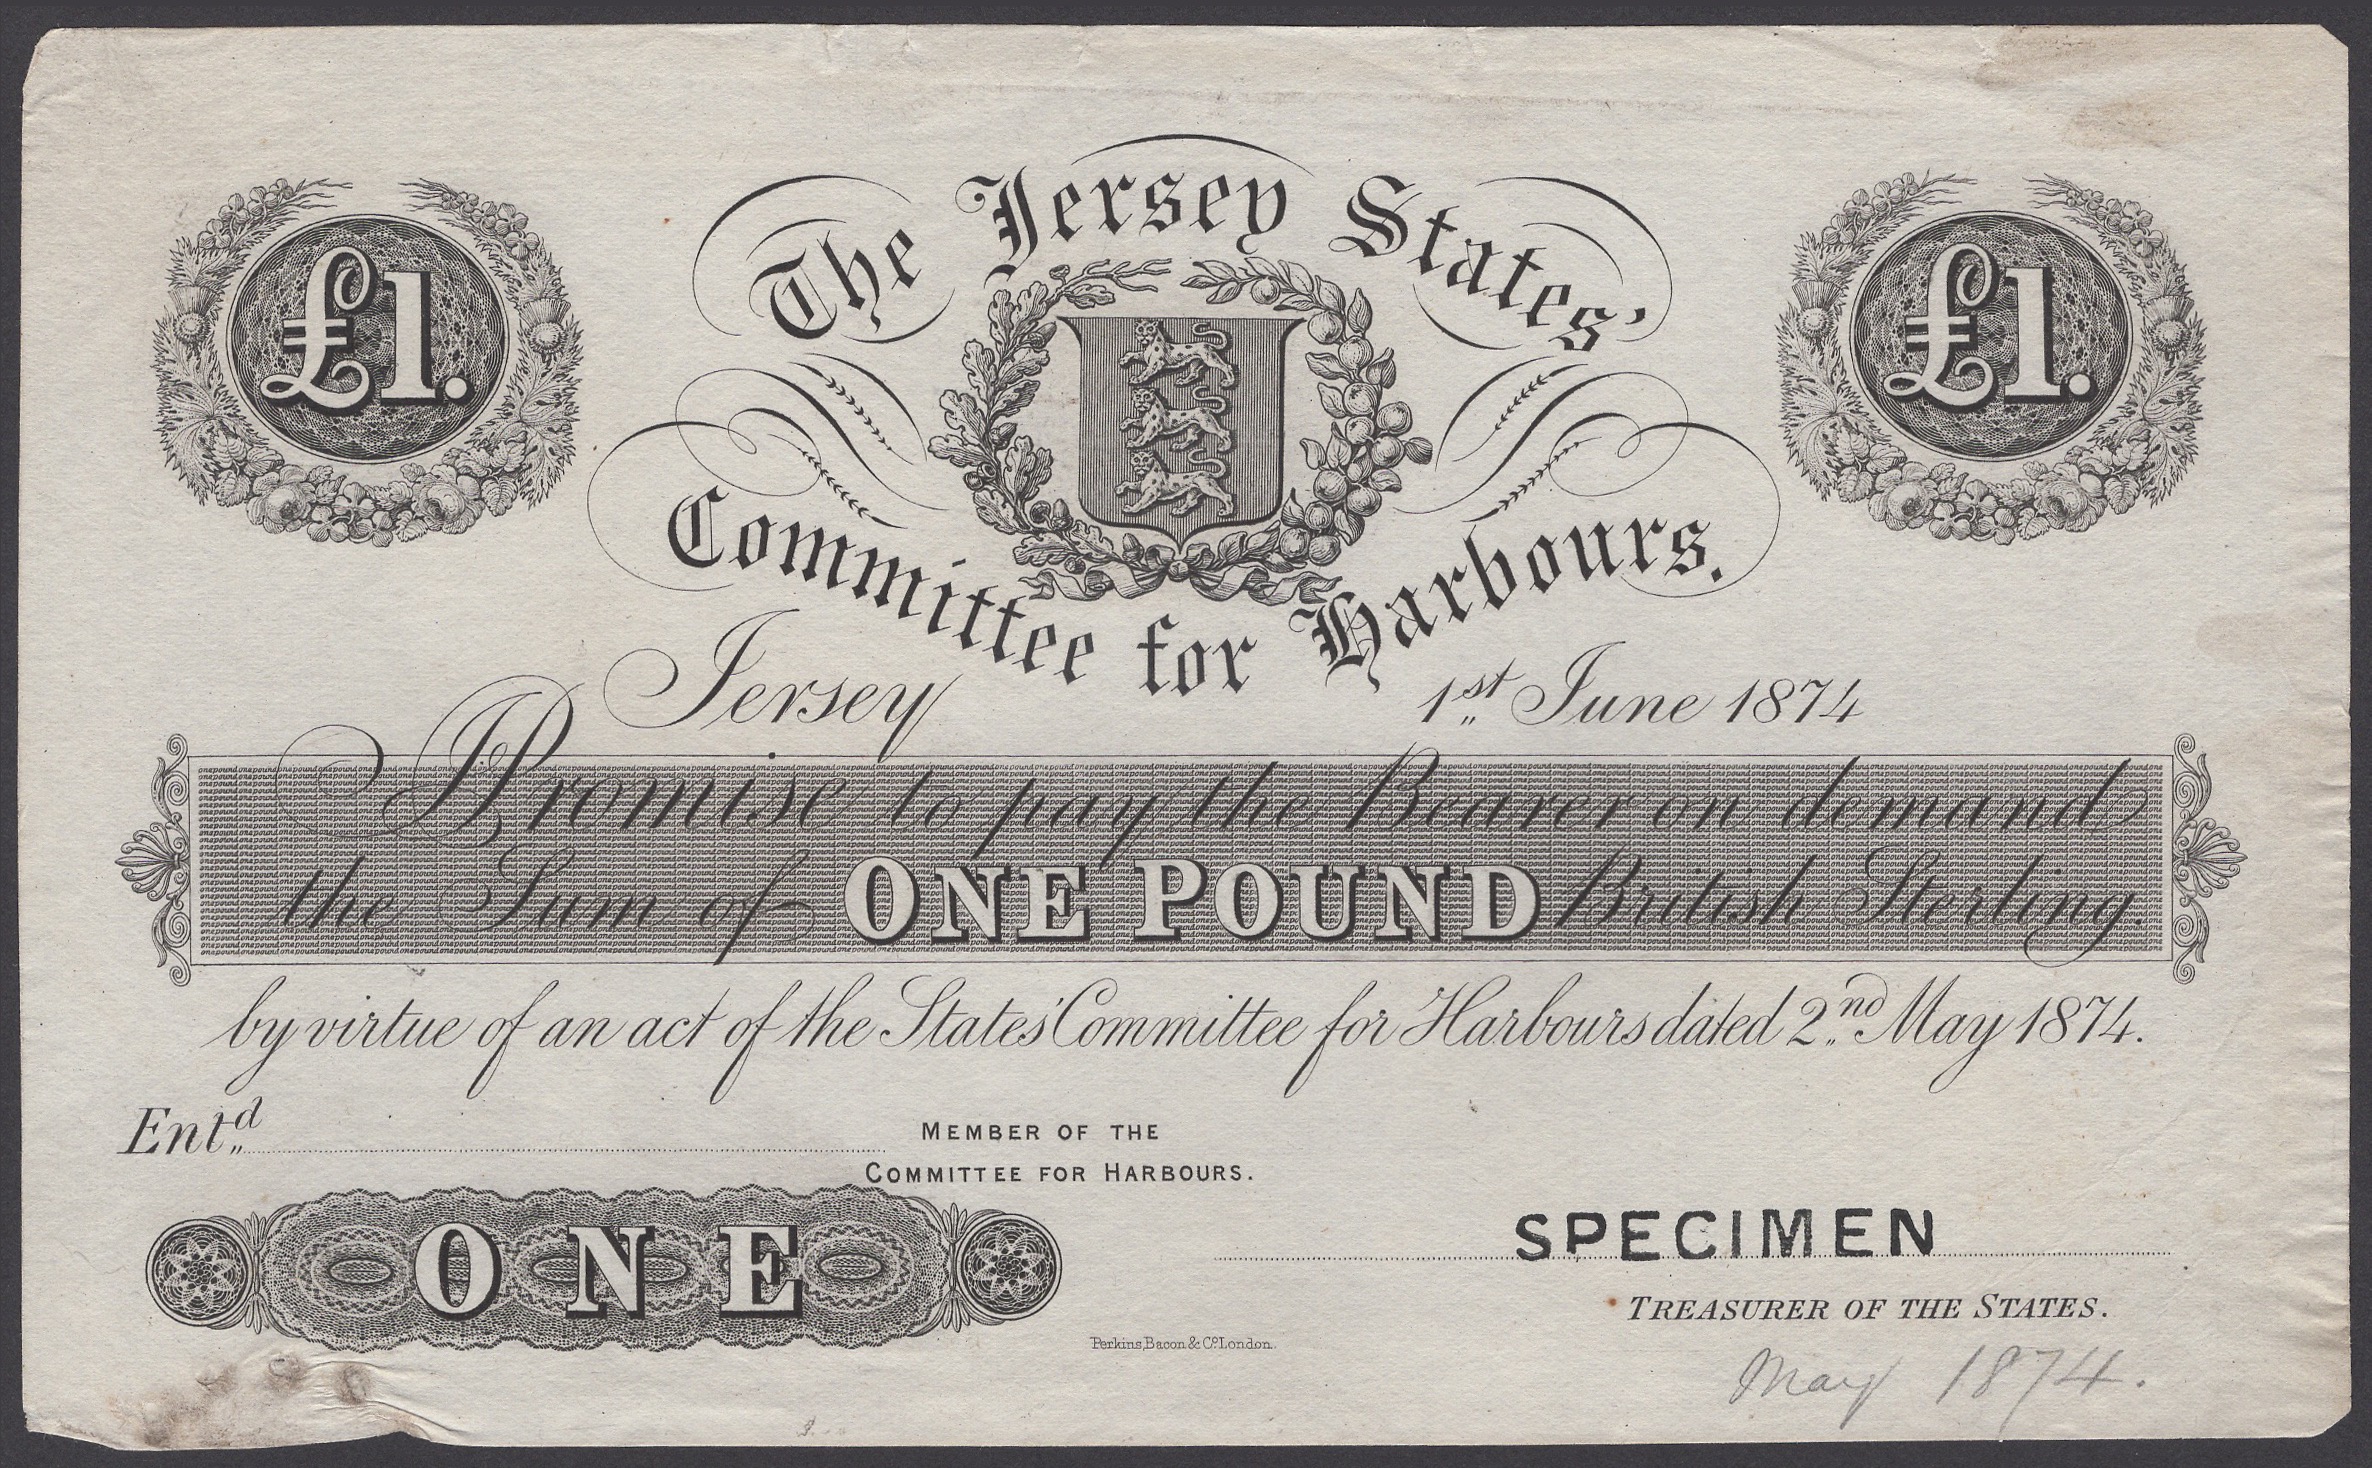 The Jersey States'
£1.
£1.
Committee for Harbours.
Jersey 1st June 1874
I Promise to pay the Bearer on demand
the Sum of ONE POUND British Sterling.
by virtue of an act of the States' Committee for Harbours dated 2nd May 1874.
Entd
MEMBER OF THE
COMMITTEE FOR HARBOURS.
ONE
SPECIMEN
TREASURER OF THE STATES.
Perkins, Bacon & Co. London.
May 1874.